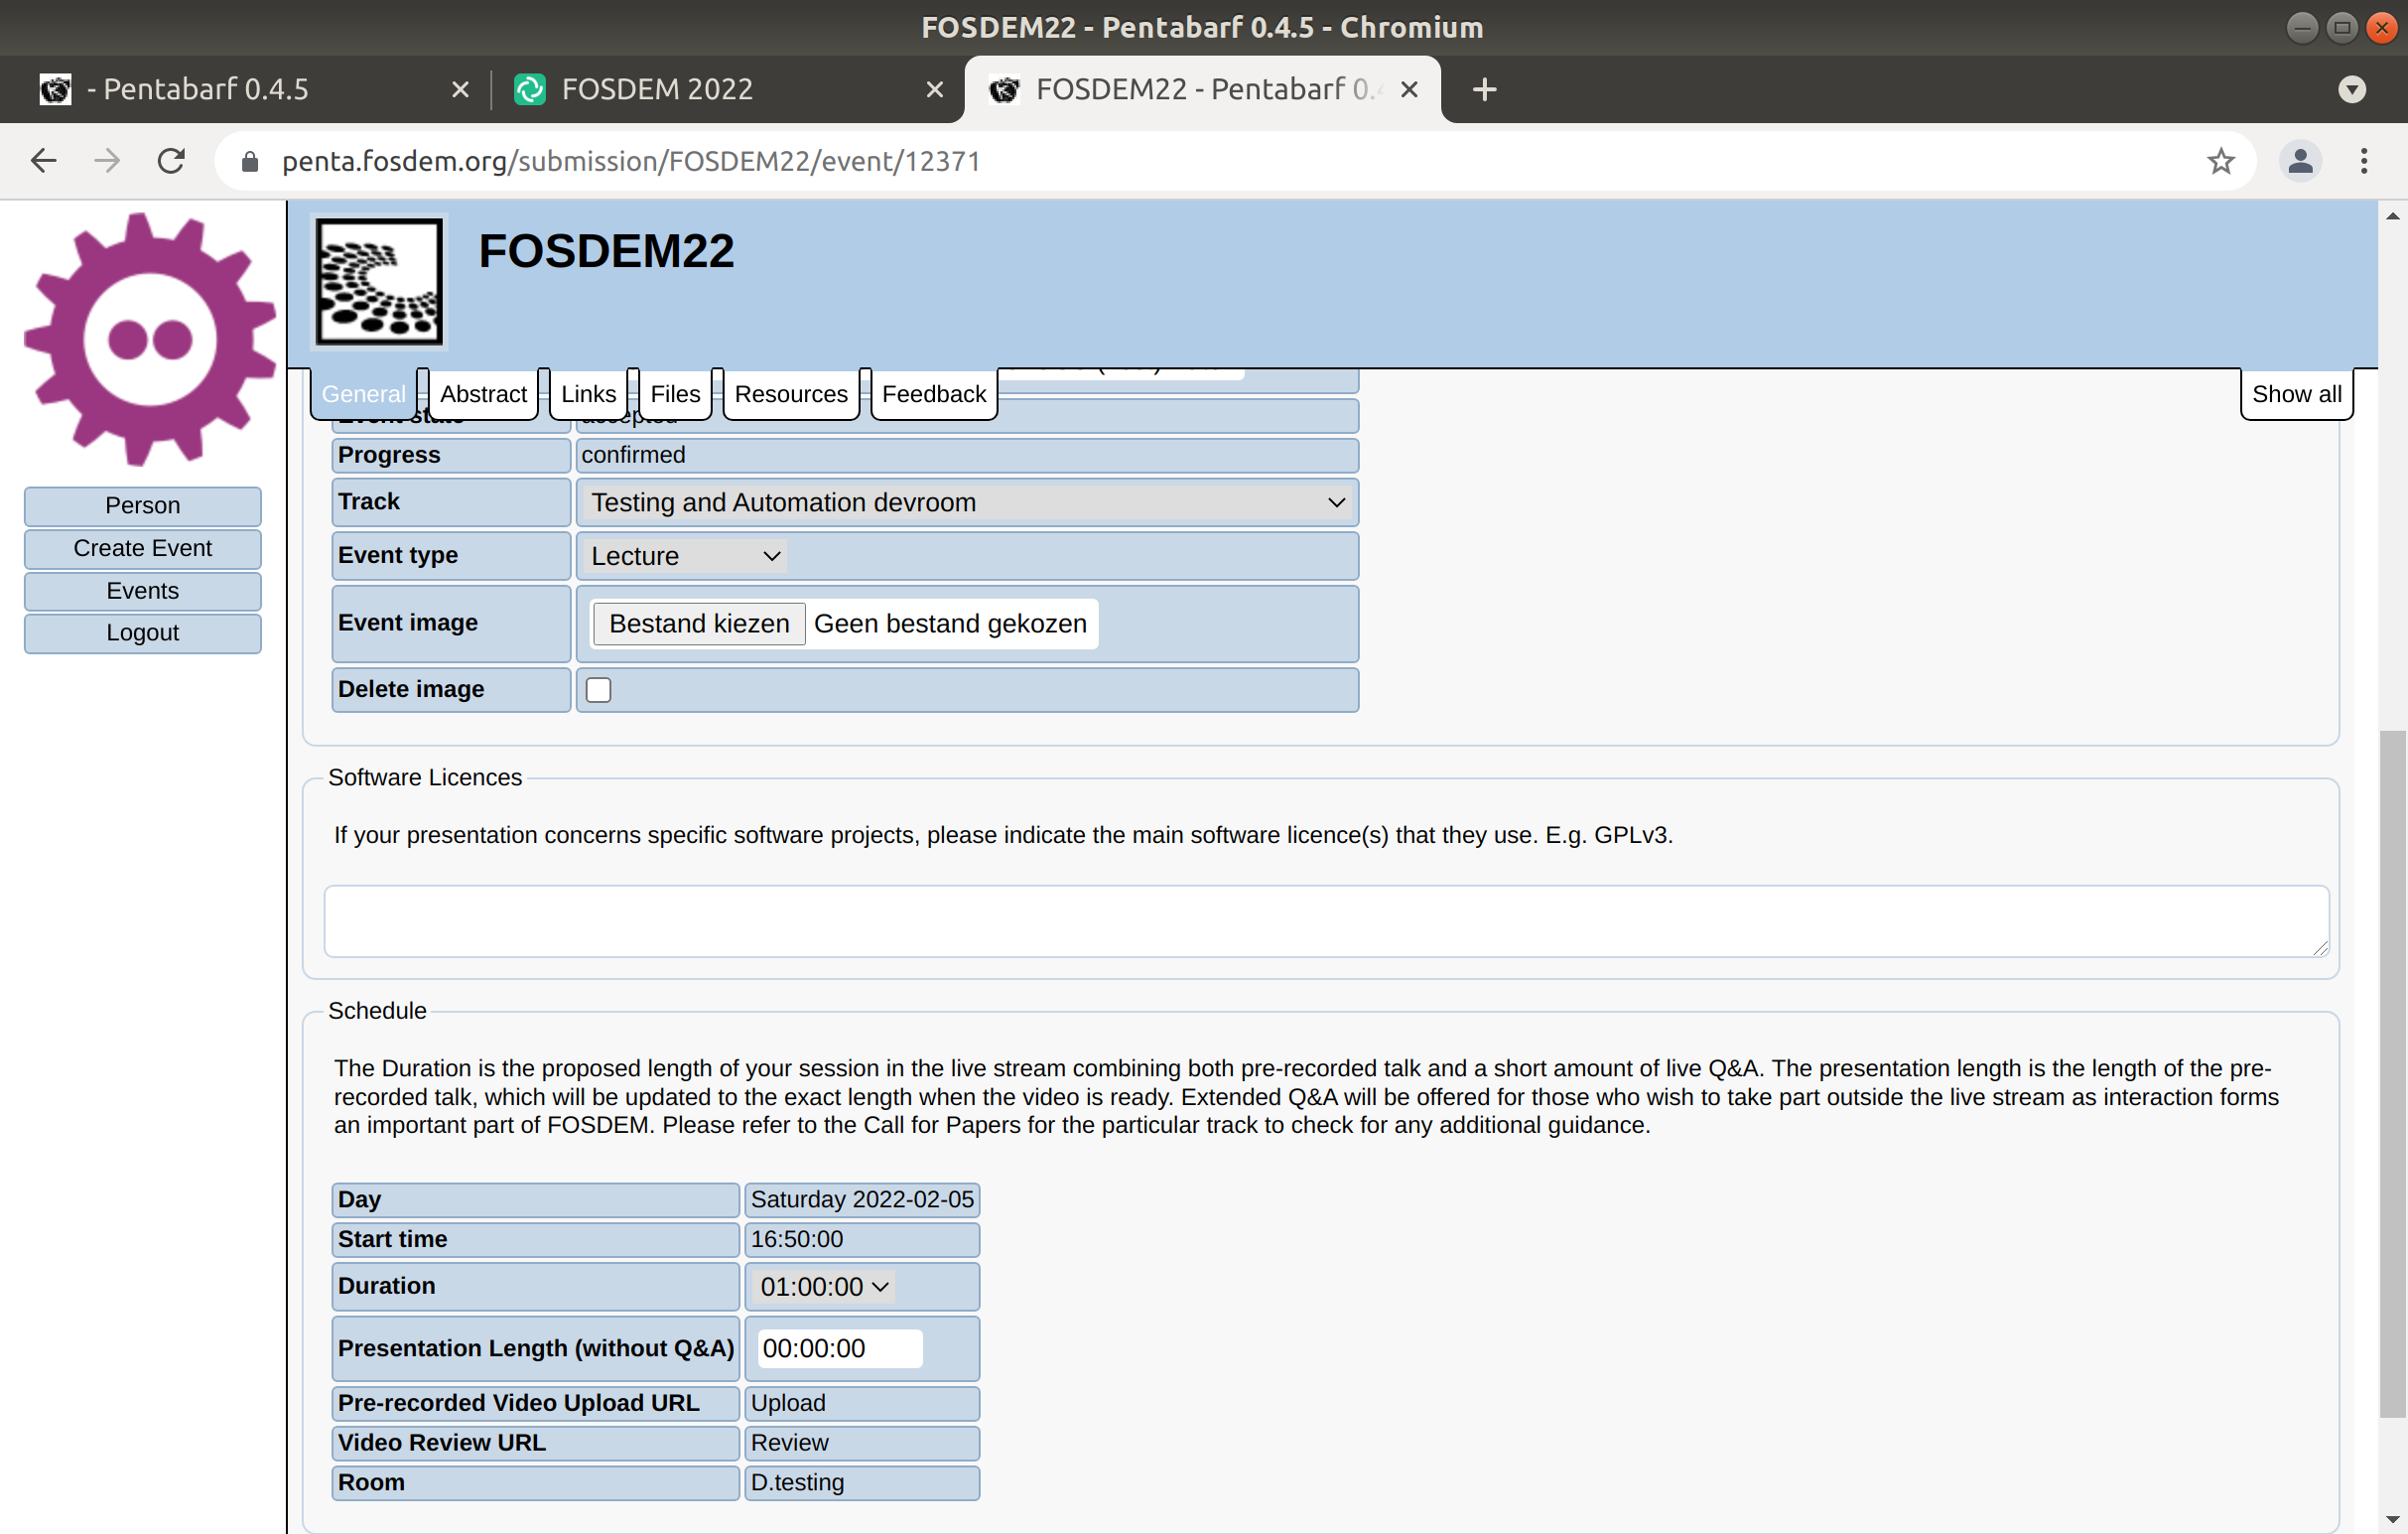 FOSDEM22 - Pentabarf 0.4.5 - Chromium
- Pentabarf 0.4.5
FOSDEM 2022
FOSDEM22 - Pentabarf 0.4
penta.fosdem.org/submission/FOSDEM22/event/12371
FOSDEM22
General Abstract Links Files Resources Feedback Show all
Person
Create Event
Events
Logout
Event state accepted
Progress confirmed
Track Testing and Automation devroom
Event type Lecture
Event image Bestand kiezen Geen bestand gekozen
Delete image
Software Licences
If your presentation concerns specific software projects, please indicate the main software licence(s) that they use. E.g. GPLv3.
Schedule
The Duration is the proposed length of your session in the live stream combining both pre-recorded talk and a short amount of live Q&A. The presentation length is the length of the pre-
recorded talk, which will be updated to the exact length when the video is ready. Extended Q&A will be offered for those who wish to take part outside the live stream as interaction forms
an important part of FOSDEM. Please refer to the Call for Papers for the particular track to check for any additional guidance.
Day Saturday 2022-02-05
Start time 16:50:00
Duration 01:00:00
Presentation Length (without Q&A) 00:00:00
Pre-recorded Video Upload URL Upload
Video Review URL Review
Room D.testing